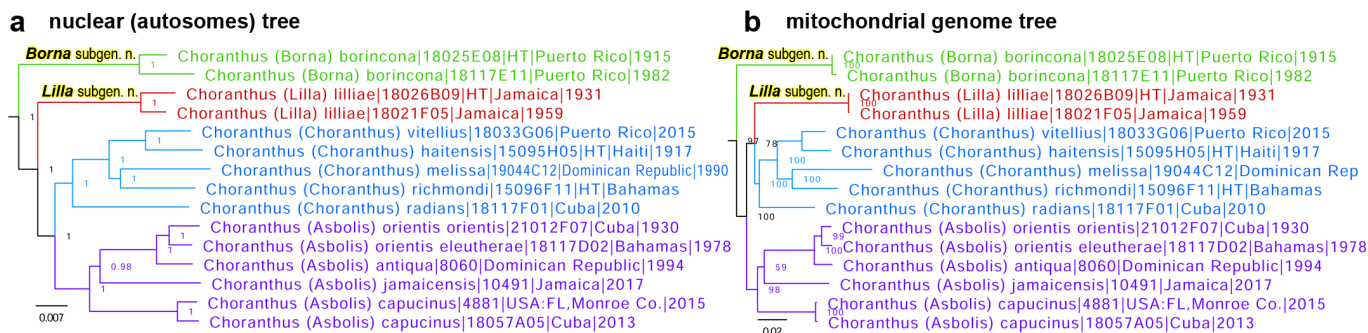 a nuclear (autosomes) tree
Borna subgen. n.
Choranthus (Borna) borincona|18025E08|HT|Puerto Rico|1915
1
Choranthus (Borna) borincona|18117E11|Puerto Rico|1982
Lilla subgen. n.
Choranthus (Lilla) lilliae|18026B09|HT|Jamaica|1931
1
Choranthus (Lilla) lilliae|18021F05|Jamaica|1959
1
Choranthus (Choranthus) vitellius|18033G06|Puerto Rico|2015
1
Choranthus (Choranthus) haitensis|15095H05|HT|Haiti|1917
1
Choranthus (Choranthus) melissa|19044C12|Dominican Republic|1990
1
1
Choranthus (Choranthus) richmondi|15096F11|HT|Bahamas
Choranthus (Choranthus) radians|18117F01|Cuba|2010
1
Choranthus (Asbolis) orientis orientis|21012F07|Cuba|1930
1
Choranthus (Asbolis) orientis eleutherae|18117D02|Bahamas|1978
1
Choranthus (Asbolis) antiqua|8060|Dominican Republic|1994
0.98
Choranthus (Asbolis) jamaicensis|10491|Jamaica|2017
1
Choranthus (Asbolis) capucinus|4881|USA:FL,Monroe Co.|2015
1
Choranthus (Asbolis) capucinus|18057A05|Cuba|2013
0.007
b mitochondrial genome tree
Borna subgen. n.
Choranthus (Borna) borincona|18025E08|HT|Puerto Rico|1915
100
Choranthus (Borna) borincona|18117E11|Puerto Rico|1982
Lilla subgen. n.
Choranthus (Lilla) lilliae|18026B09|HT|Jamaica|1931
100
Choranthus (Lilla) lilliae|18021F05|Jamaica|1959
Choranthus (Choranthus) vitellius|18033G06|Puerto Rico|2015
97
78
Choranthus (Choranthus) haitensis|15095H05|HT|Haiti|1917
100
Choranthus (Choranthus) melissa|19044C12|Dominican Rep
100
100
Choranthus (Choranthus) richmondi|15096F11|HT|Bahamas
Choranthus (Choranthus) radians|18117F01|Cuba|2010
100
Choranthus (Asbolis) orientis orientis|21012F07|Cuba|1930
99
Choranthus (Asbolis) orientis eleutherae|18117D02|Bahamas|1978
100
Choranthus (Asbolis) antiqua|8060|Dominican Republic|1994
59
Choranthus (Asbolis) jamaicensis|10491|Jamaica|2017
98
Choranthus (Asbolis) capucinus|4881|USA:FL,Monroe Co.|2015
100
Choranthus (Asbolis) capucinus|18057A05|Cuba|2013
0.02